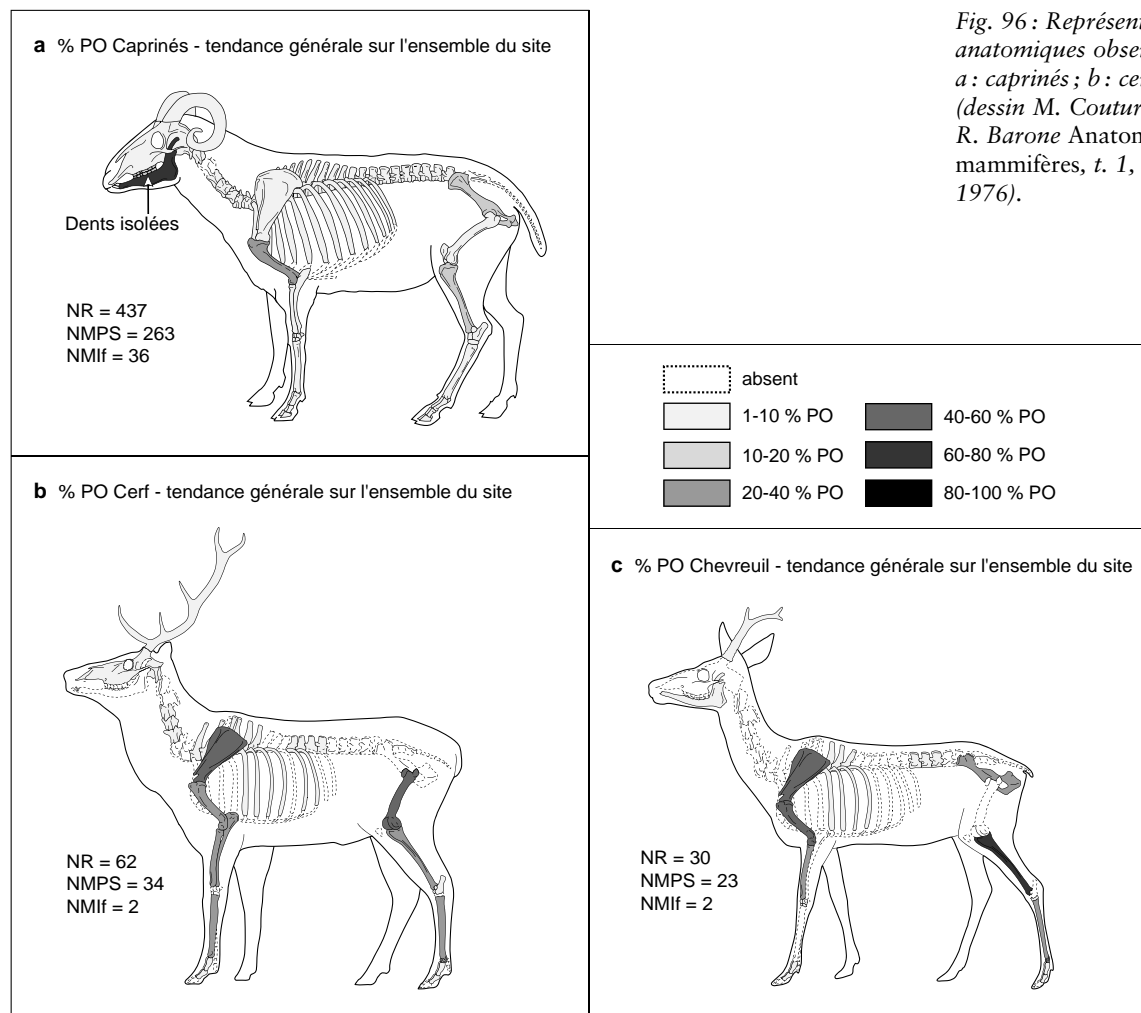 a % PO Caprinés - tendance générale sur l'ensemble du site
Dents isolées
NR = 437
NMPS = 263
NMIf = 36
Fig. 96 : Représen
anatomiques obser
a : caprinés ; b : ce
(dessin M. Coutur
R. Barone Anaton
mammifères, t. 1,
1976).
absent
1-10 % PO
10-20 % PO
20-40 % PO
40-60 % PO
60-80 % PO
80-100 % PO
b % PO Cerf - tendance générale sur l'ensemble du site
NR = 62
NMPS = 34
NMIf = 2
c % PO Chevreuil - tendance générale sur l'ensemble du site
NR = 30
NMPS = 23
NMIf = 2